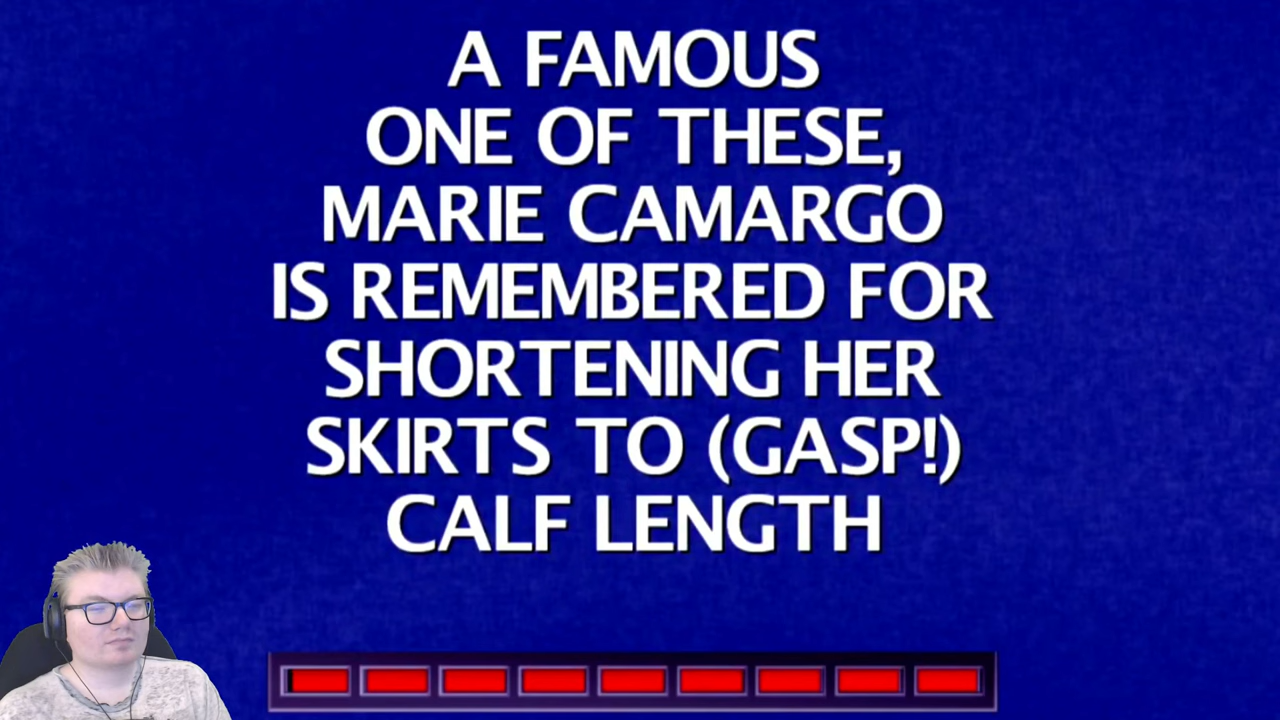 A FAMOUS
ONE OF THESE,
MARIE CAMARGO
IS REMEMBERED FOR
SHORTENING HER
SKIRTS TO (GASP!)
CALF LENGTH